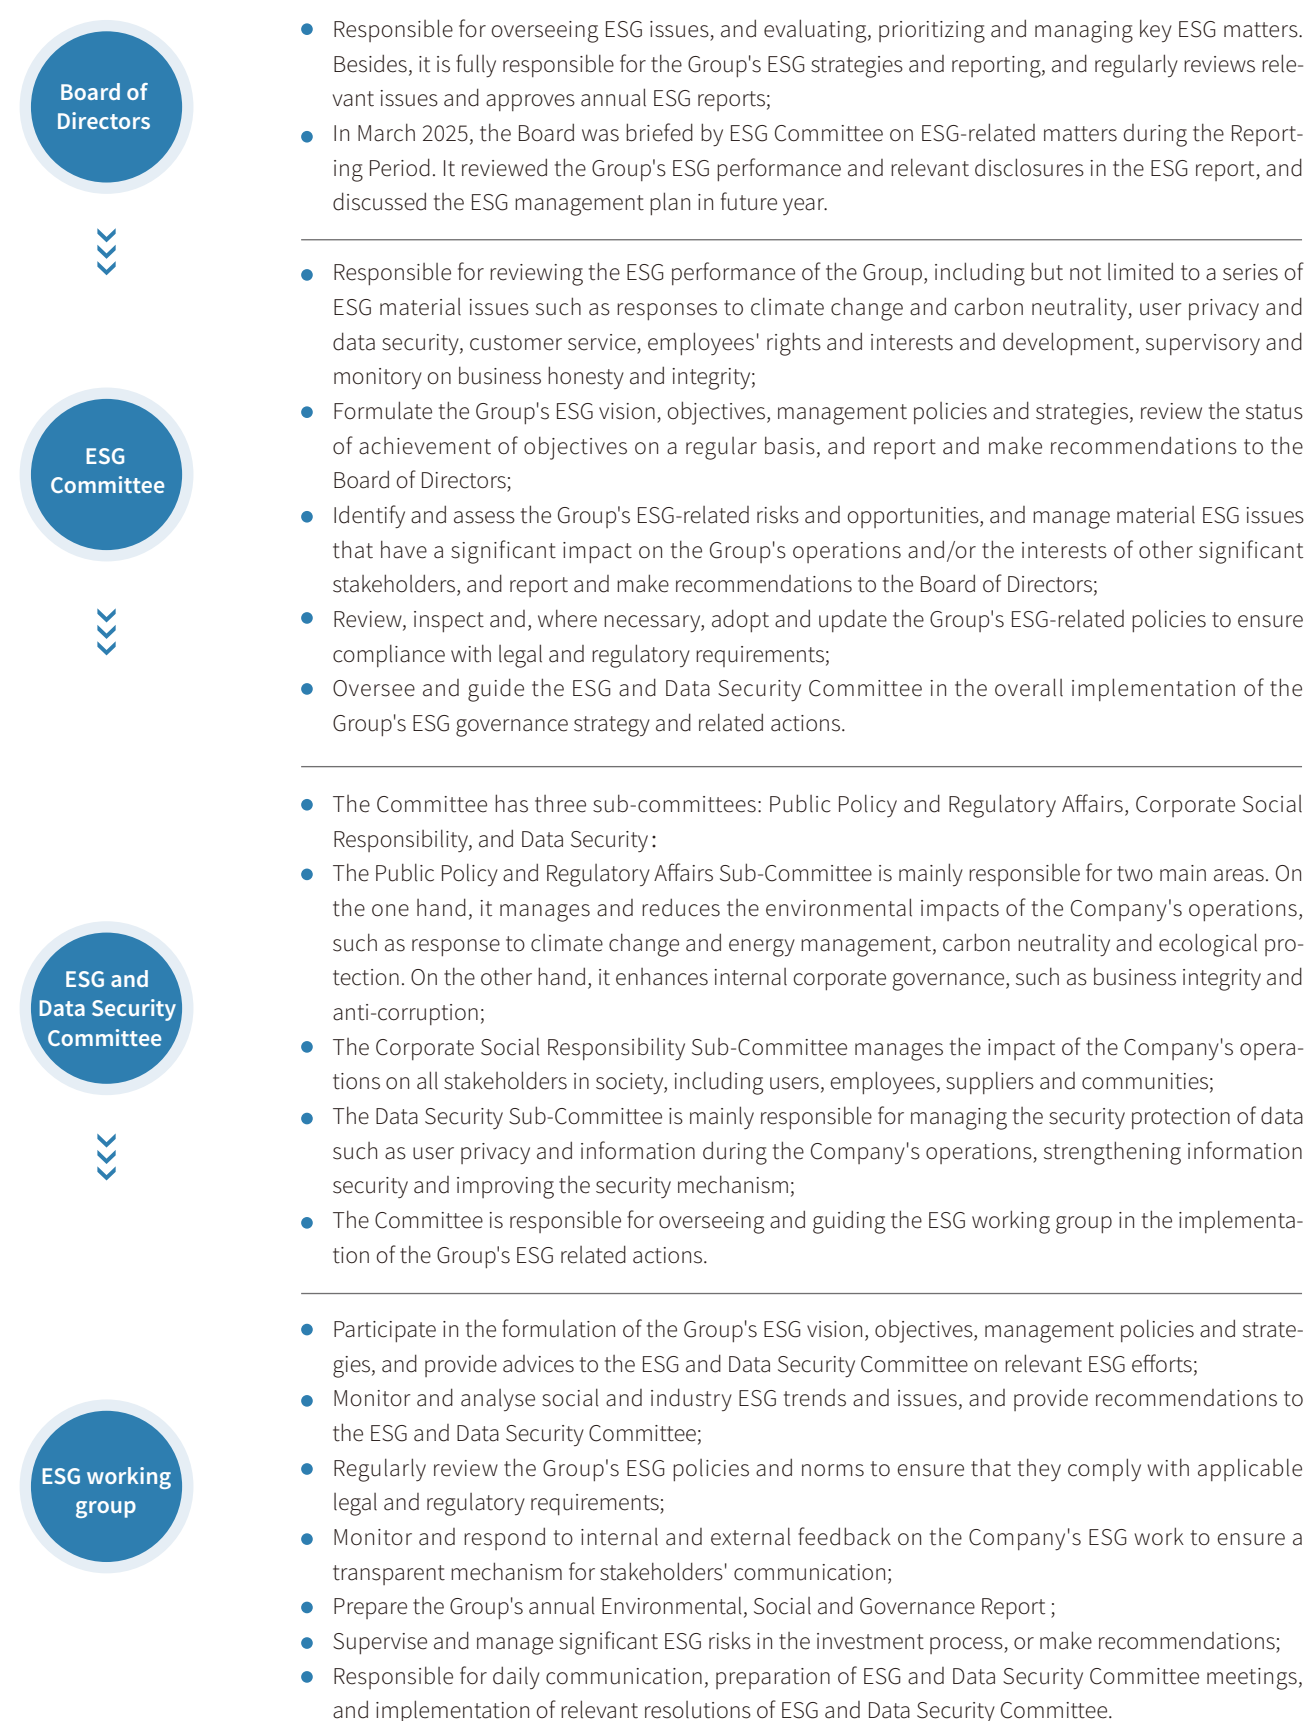 Board of
Directors
● Responsible for overseeing ESG issues, and evaluating, prioritizing and managing key ESG matters.
Besides, it is fully responsible for the Group's ESG strategies and reporting, and regularly reviews rele-
vant issues and approves annual ESG reports;
● In March 2025, the Board was briefed by ESG Committee on ESG-related matters during the Report-
ing Period. It reviewed the Group's ESG performance and relevant disclosures in the ESG report, and
discussed the ESG management plan in future year.
ESG
Committee
● Responsible for reviewing the ESG performance of the Group, including but not limited to a series of
ESG material issues such as responses to climate change and carbon neutrality, user privacy and
data security, customer service, employees' rights and interests and development, supervisory and
monitory on business honesty and integrity;
● Formulate the Group's ESG vision, objectives, management policies and strategies, review the status
of achievement of objectives on a regular basis, and report and make recommendations to the
Board of Directors;
● Identify and assess the Group's ESG-related risks and opportunities, and manage material ESG issues
that have a significant impact on the Group's operations and/or the interests of other significant
stakeholders, and report and make recommendations to the Board of Directors;
● Review, inspect and, where necessary, adopt and update the Group's ESG-related policies to ensure
compliance with legal and regulatory requirements;
● Oversee and guide the ESG and Data Security Committee in the overall implementation of the
Group's ESG governance strategy and related actions.
ESG and
Data Security
Committee
● The Committee has three sub-committees: Public Policy and Regulatory Affairs, Corporate Social
Responsibility, and Data Security：
● The Public Policy and Regulatory Affairs Sub-Committee is mainly responsible for two main areas. On
the one hand, it manages and reduces the environmental impacts of the Company's operations,
such as response to climate change and energy management, carbon neutrality and ecological pro-
tection. On the other hand, it enhances internal corporate governance, such as business integrity and
anti-corruption;
● The Corporate Social Responsibility Sub-Committee manages the impact of the Company's opera-
tions on all stakeholders in society, including users, employees, suppliers and communities;
● The Data Security Sub-Committee is mainly responsible for managing the security protection of data
such as user privacy and information during the Company's operations, strengthening information
security and improving the security mechanism;
● The Committee is responsible for overseeing and guiding the ESG working group in the implementa-
tion of the Group's ESG related actions.
ESG working
group
● Participate in the formulation of the Group's ESG vision, objectives, management policies and strate-
gies, and provide advices to the ESG and Data Security Committee on relevant ESG efforts;
● Monitor and analyse social and industry ESG trends and issues, and provide recommendations to
the ESG and Data Security Committee;
● Regularly review the Group's ESG policies and norms to ensure that they comply with applicable
legal and regulatory requirements;
● Monitor and respond to internal and external feedback on the Company's ESG work to ensure a
transparent mechanism for stakeholders' communication;
● Prepare the Group's annual Environmental, Social and Governance Report ;
● Supervise and manage significant ESG risks in the investment process, or make recommendations;
● Responsible for daily communication, preparation of ESG and Data Security Committee meetings,
and implementation of relevant resolutions of ESG and Data Security Committee.